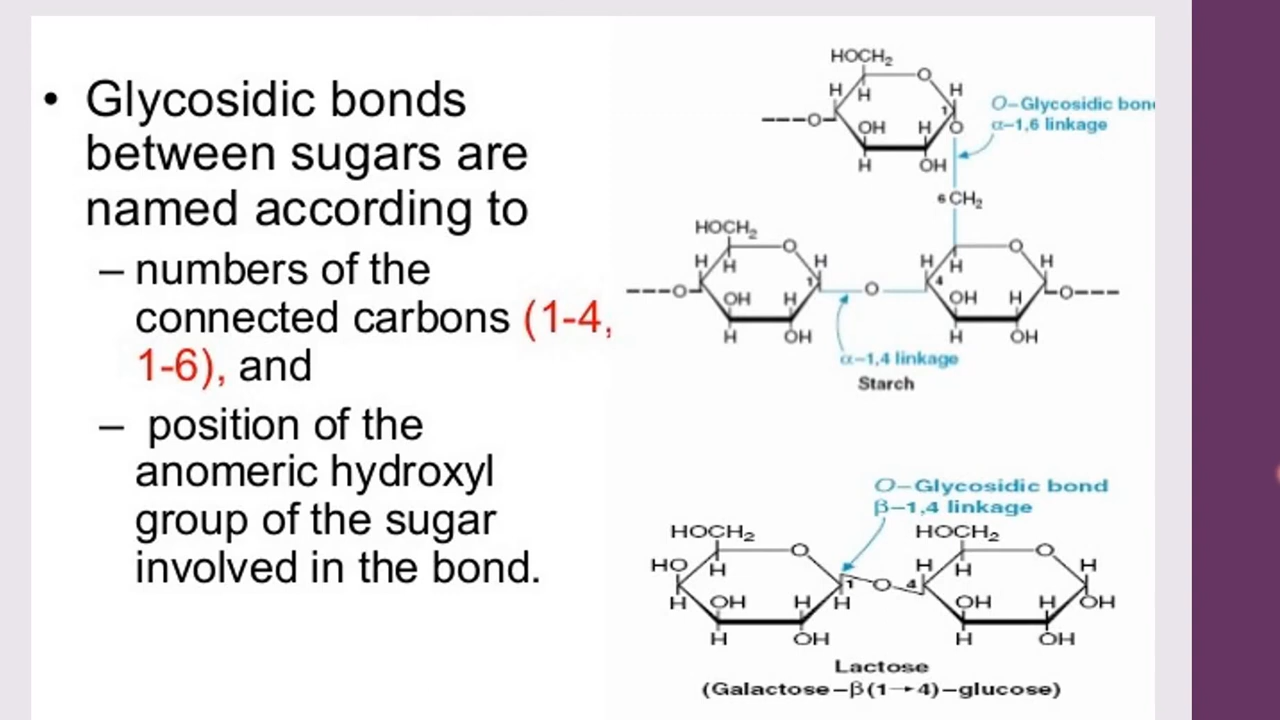 • Glycosidic bonds
between sugars are
named according to
– numbers of the
connected carbons (1-4,
1-6), and
– position of the
anomeric hydroxyl
group of the sugar
involved in the bond.
HOCH₂
O
H H H
O–Glycosidic bon
1
---O- OH H O
α–1,6 linkage
H OH
6 CH₂
HOCH₂
O O
H H H H H H
1 4
---O- OH H O OH H -O---
H OH H OH
α–1,4 linkage
Starch
O–Glycosidic bond
β–1,4 linkage
HOCH₂ HOCH₂
O O
HO H H H H
1 O 4
H OH H H OH H OH
H OH H OH
Lactose
(Galactose–β(1→4)–glucose)